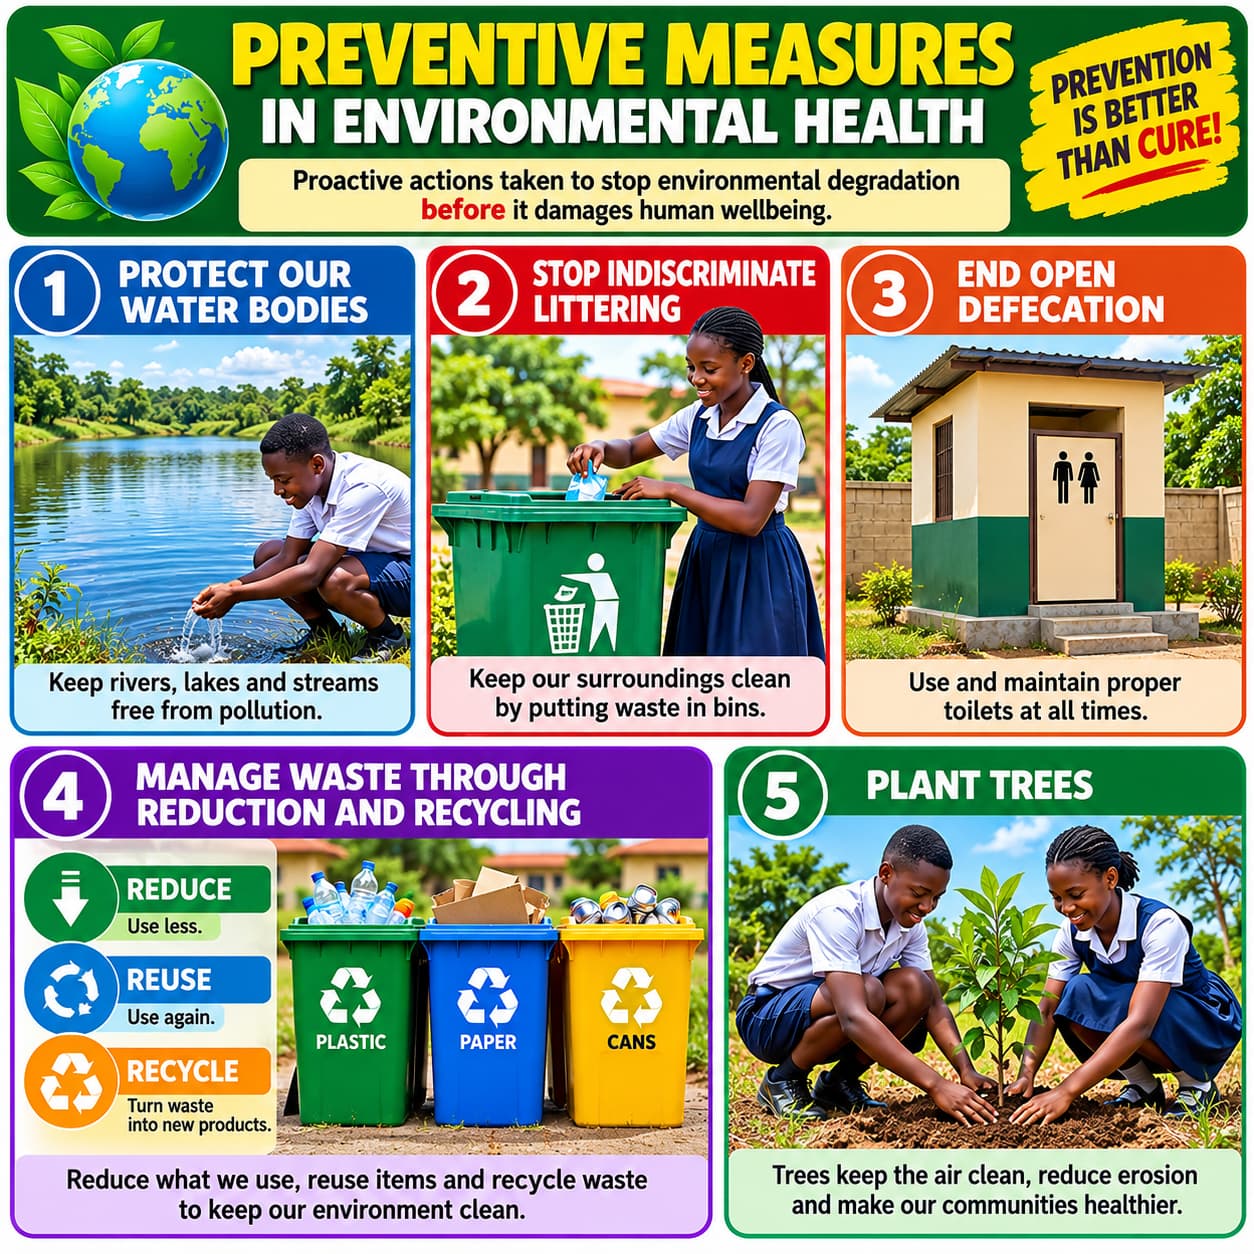 PREVENTIVE MEASURES
IN ENVIRONMENTAL HEALTH
Proactive actions taken to stop environmental degradation
before it damages human wellbeing.
PREVENTION
IS BETTER
THAN CURE!
1
PROTECT OUR
WATER BODIES
Keep rivers, lakes and streams
free from pollution.
2
STOP INDISCRIMINATE
LITTERING
Keep our surroundings clean
by putting waste in bins.
3
END OPEN
DEFECATION
Use and maintain proper
toilets at all times.
4
MANAGE WASTE THROUGH
REDUCTION AND RECYCLING
REDUCE
Use less.
REUSE
Use again.
RECYCLE
Turn waste
into new products.
PLASTIC
PAPER
CANS
Reduce what we use, reuse items and recycle waste
to keep our environment clean.
5
PLANT TREES
Trees keep the air clean, reduce erosion
and make our communities healthier.